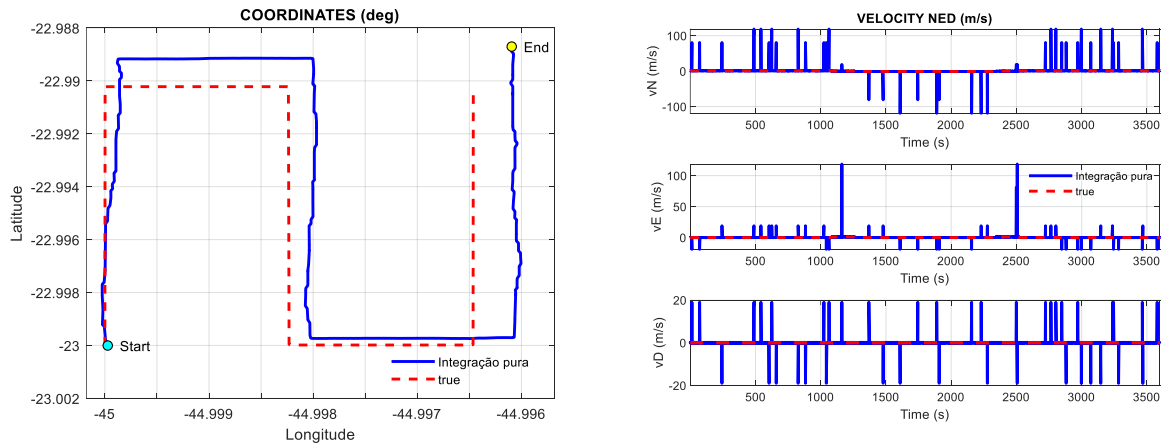 COORDINATES (deg)
-22.988
-22.99
-22.992
-22.994
-22.996
-22.998
-23
-23.002
Latitude
End
Start
Integração pura
true
-45
-44.999
-44.998
-44.997
-44.996
Longitude
VELOCITY NED (m/s)
100
0
-100
vN (m/s)
500
1000
1500
2000
2500
3000
3500
Time (s)
100
50
0
vE (m/s)
Integração pura
true
500
1000
1500
2000
2500
3000
3500
Time (s)
20
0
-20
vD (m/s)
500
1000
1500
2000
2500
3000
3500
Time (s)